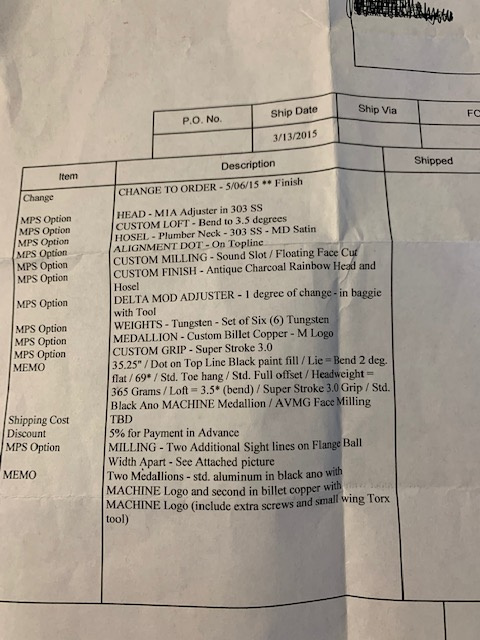 P.O. No. Ship Date Ship Via FC
3/13/2015
Item Description Shipped
Change CHANGE TO ORDER - 5/06/15 ** Finish
MPS Option HEAD - M1A Adjuster in 303 SS
MPS Option CUSTOM LOFT - Bend to 3.5 degrees
MPS Option HOSEL - Plumber Neck - 303 SS - MD Satin
MPS Option ALIGNMENT DOT - On Topline
MPS Option CUSTOM MILLING - Sound Slot / Floating Face Cut
MPS Option CUSTOM FINISH - Antique Charcoal Rainbow Head and
Hosel
MPS Option DELTA MOD ADJUSTER - 1 degree of change - in baggie
with Tool
MPS Option WEIGHTS - Tungsten - Set of Six (6) Tungsten
MPS Option MEDALLION - Custom Billet Copper - M Logo
MPS Option CUSTOM GRIP - Super Stroke 3.0
MEMO 35.25" / Dot on Top Line Black paint fill / Lie = Bend 2 deg.
flat / 69* / Std. Toe hang / Std. Full offset / Headweight =
365 Grams / Loft = 3.5* (bend) / Super Stroke 3.0 Grip / Std.
Black Ano MACHINE Medallion / AVMG Face Milling
Shipping Cost TBD
Discount 5% for Payment in Advance
MPS Option MILLING - Two Additional Sight lines on Flange Ball
Width Apart - See Attached picture
MEMO Two Medallions - std. aluminum in black ano with
MACHINE Logo and second in billet copper with
MACHINE Logo (include extra screws and small wing Torx
tool)